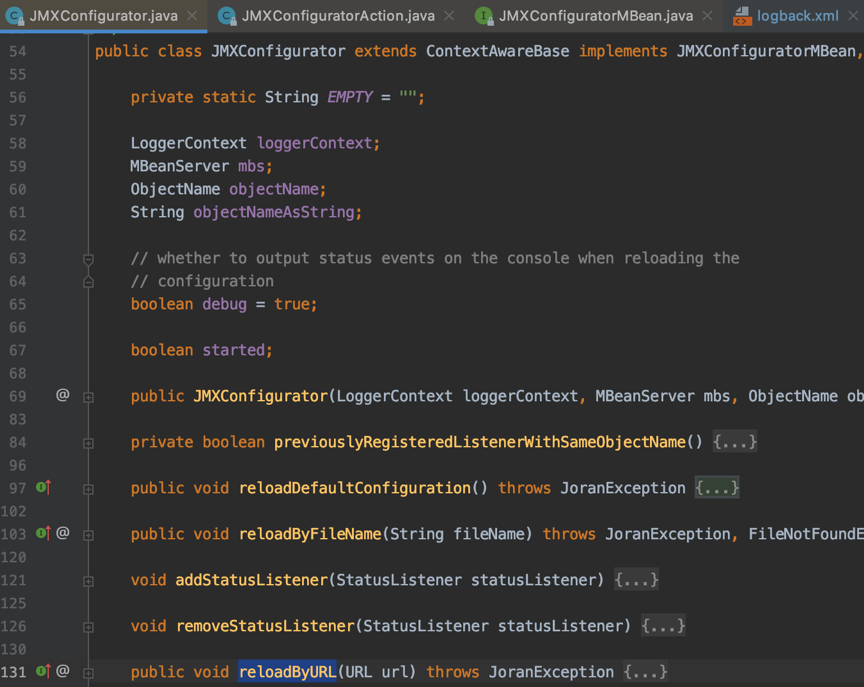 JMXConfigurator.java × JMXConfiguratorAction.java × JMXConfiguratorMBean.java × logback.xml ×
54 public class JMXConfigurator extends ContextAwareBase implements JMXConfiguratorMBean,
55
56 private static String EMPTY = "";
57
58 LoggerContext loggerContext;
59 MBeanServer mbs;
60 ObjectName objectName;
61 String objectNameAsString;
62
63 // whether to output status events on the console when reloading the
64 // configuration
65 boolean debug = true;
66
67 boolean started;
68
69 @ public JMXConfigurator(LoggerContext loggerContext, MBeanServer mbs, ObjectName ob
83
84 private boolean previouslyRegisteredListenerWithSameObjectName() {...}
96
97 public void reloadDefaultConfiguration() throws JoranException {...}
102
103 @ public void reloadByFileName(String fileName) throws JoranException, FileNotFoundE
120
121 void addStatusListener(StatusListener statusListener) {...}
125
126 void removeStatusListener(StatusListener statusListener) {...}
130
131 @ public void reloadByURL(URL url) throws JoranException {...}